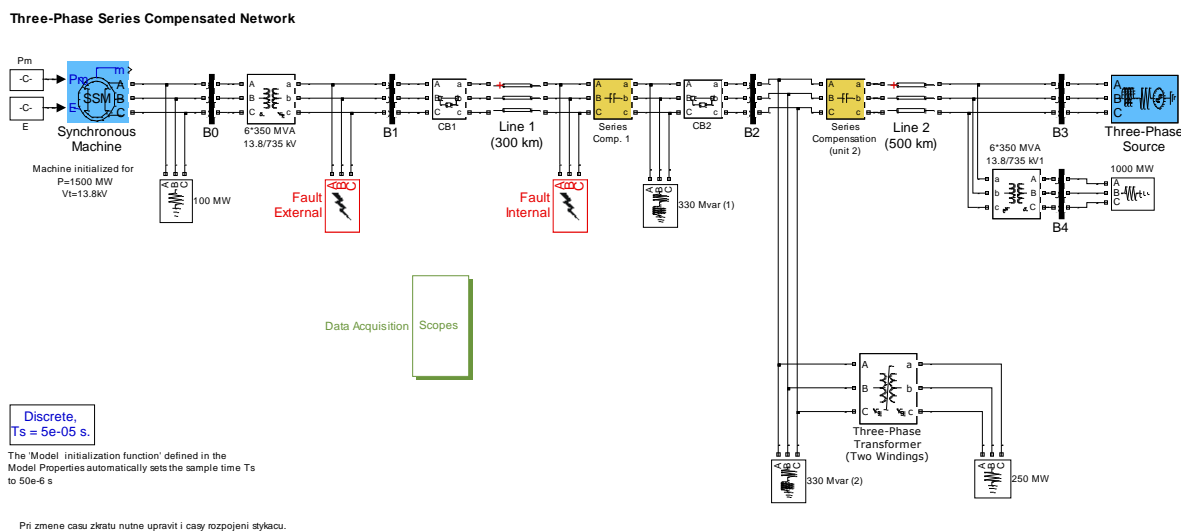 Three-Phase Series Compensated Network
Pm
-C-
-C-
E
Pm
m
E
SSM
A
B
C
Synchronous
Machine
Machine initialized for
P=1500 MW
Vt=13.8kV
A B C
100 MW
B0
A
B
C
a
b
c
6*350 MVA
13.8/735 kV
A B C
Fault
External
B1
A
B
C
a
b
c
CB1
Line 1
(300 km)
A B C
Fault
Internal
A
B
C
a
b
c
Series
Comp. 1
A B C
330 Mvar (1)
A
B
C
a
b
c
CB2
B2
A
B
C
a
b
c
Series
Compensation
(unit 2)
Line 2
(500 km)
B3
A
B
C
Three-Phase
Source
6*350 MVA
13.8/735 kV1
a
b
c
A
B
C
B4
1000 MW
A
B
C
Data Acquisition
Scopes
A
B
C
a
b
c
Three-Phase
Transformer
(Two Windings)
A B C
330 Mvar (2)
A B C
250 MW
Discrete,
Ts = 5e-05 s.
The 'Model initialization function' defined in the
Model Properties automatically sets the sample time Ts
to 50e-6 s
Pri zmene casu zkratu nutne upravit i casy rozpojeni stykacu.